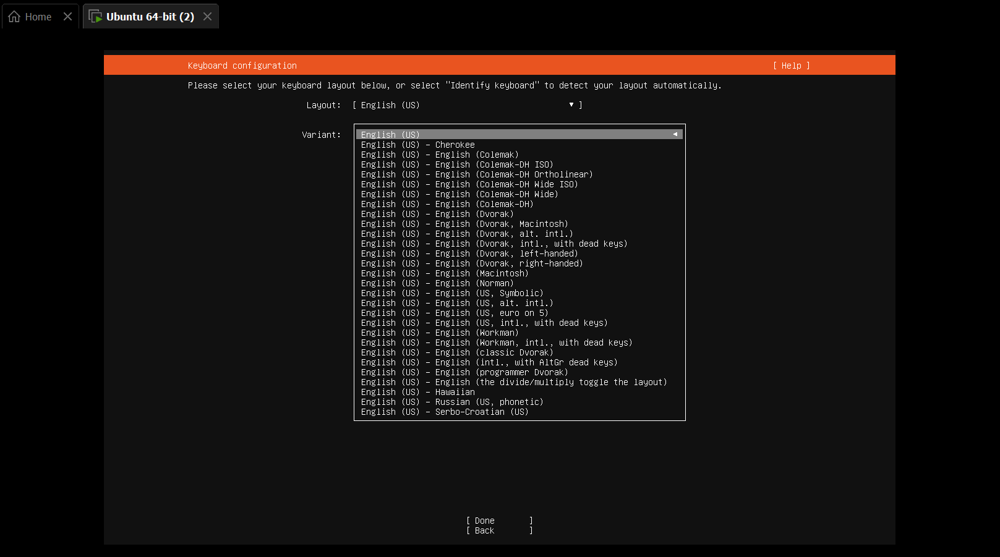 Home
Ubuntu 64-bit (2)
Keyboard configuration [ Help ]
Please select your keyboard layout below, or select "Identify keyboard" to detect your layout automatically.
Layout: [ English (US) ▾ ]
Variant: English (US) ◂
English (US) - Cherokee
English (US) - English (Colemak)
English (US) - English (Colemak-DH ISO)
English (US) - English (Colemak-DH Ortholinear)
English (US) - English (Colemak-DH Wide ISO)
English (US) - English (Colemak-DH Wide)
English (US) - English (Colemak-DH)
English (US) - English (Dvorak)
English (US) - English (Dvorak, Macintosh)
English (US) - English (Dvorak, alt. intl.)
English (US) - English (Dvorak, intl., with dead keys)
English (US) - English (Dvorak, left-handed)
English (US) - English (Dvorak, right-handed)
English (US) - English (Macintosh)
English (US) - English (Norman)
English (US) - English (US, Symbolic)
English (US) - English (US, alt. intl.)
English (US) - English (US, euro on 5)
English (US) - English (US, intl., with dead keys)
English (US) - English (Workman)
English (US) - English (Workman, intl., with dead keys)
English (US) - English (classic Dvorak)
English (US) - English (intl., with AltGr dead keys)
English (US) - English (programmer Dvorak)
English (US) - English (the divide/multiply toggle the layout)
English (US) - Hawaiian
English (US) - Russian (US, phonetic)
English (US) - Serbo-Croatian (US)
[ Done ]
[ Back ]